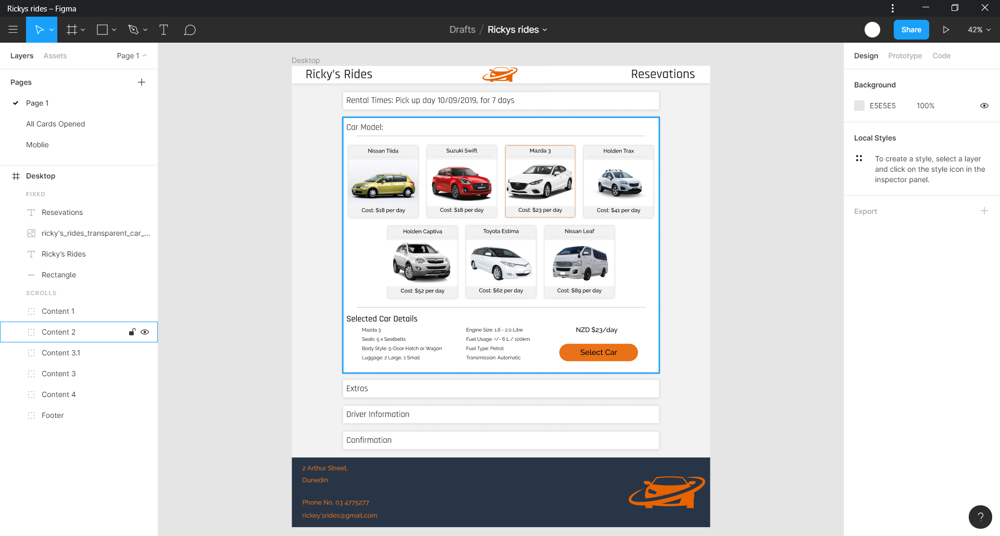 Rickys rides – Figma
Drafts / Rickys rides
Share
42%
Layers
Assets
Page 1
Pages
Page 1
All Cards Opened
Moblie
Desktop
FIXED
Resevations
ricky's_rides_transparent_car_...
Ricky's Rides
Rectangle
SCROLLS
Content 1
Content 2
Content 3.1
Content 3
Content 4
Footer
Desktop
Ricky's Rides
Resevations
Rental Times: Pick up day 10/09/2019, for 7 days
Car Model:
Nissan Tiida
Cost: $18 per day
Suzuki Swift
SWIFT
Cost: $18 per day
Mazda 3
Cost: $23 per day
Holden Trax
Cost: $41 per day
Holden Captiva
Cost: $52 per day
Toyota Estima
Cost: $62 per day
Nissan Leaf
Cost: $89 per day
Selected Car Details
Mazda 3
Seats: 5 x Seatbelts
Body Style: 5-Door Hatch or Wagon
Luggage: 2 Large, 1 Small
Engine Size: 1.6 - 2.0 Litre
Fuel Usage: +/- 6 L / 100km
Fuel Type: Petrol
Transmission: Automatic
NZD $23/day
Select Car
Extras
Driver Information
Confirmation
2 Arthur Street,
Dunedin
Phone No. 03 4775277
rickey'srides@gmail.com
Design
Prototype
Code
Background
E5E5E5
100%
Local Styles
To create a style, select a layer
and click on the style icon in the
inspector panel.
Export
?